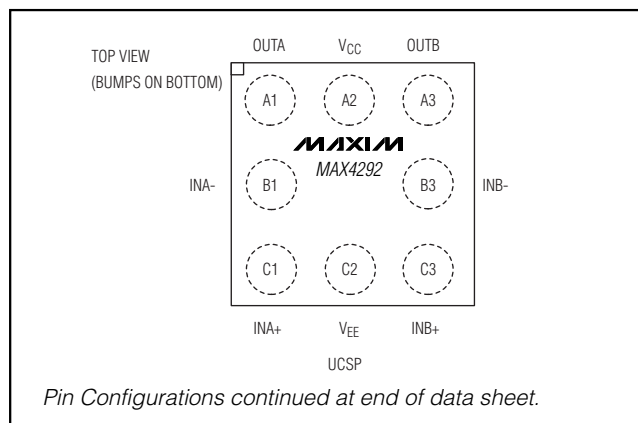 TOP VIEW
(BUMPS ON BOTTOM)
OUTA VCC OUTB
A1 A2 A3
MAXIM
MAX4292
INA- B1 B3 INB-
C1 C2 C3
INA+ VEE INB+
UCSP
Pin Configurations continued at end of data sheet.